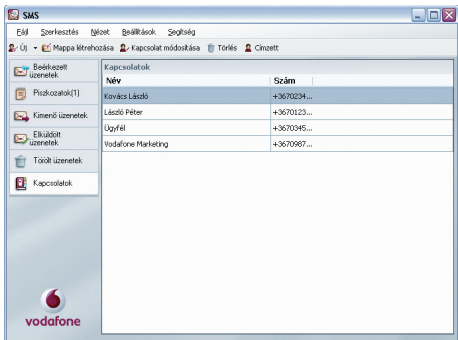 SMS
Fájl Szerkesztés Nézet Beállítások Segítség
Új Mappa létrehozása Kapcsolat módosítása Törlés Címzett
Beérkezett üzenetek
Piszkozatok(1)
Kimenő üzenetek
Elküldött üzenetek
Törölt üzenetek
Kapcsolatok
Kapcsolatok
Név Szám
Kovács László +3670234...
László Péter +3670123...
Ügyfél +3670345...
Vodafone Marketing +3670987...
vodafone